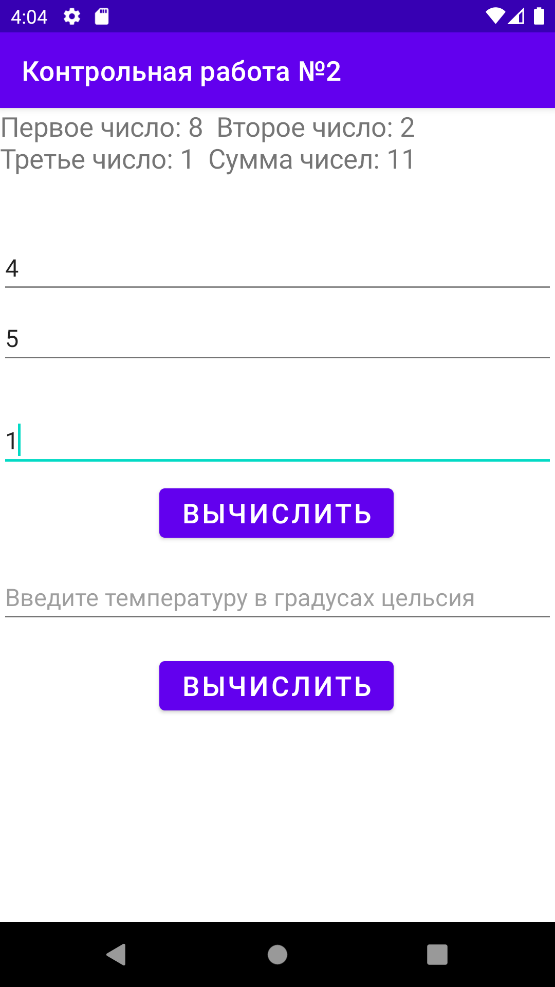 4:04
Контрольная работа №2
Первое число: 8 Второе число: 2
Третье число: 1 Сумма чисел: 11
4
5
1
ВЫЧИСЛИТЬ
Введите температуру в градусах цельсия
ВЫЧИСЛИТЬ